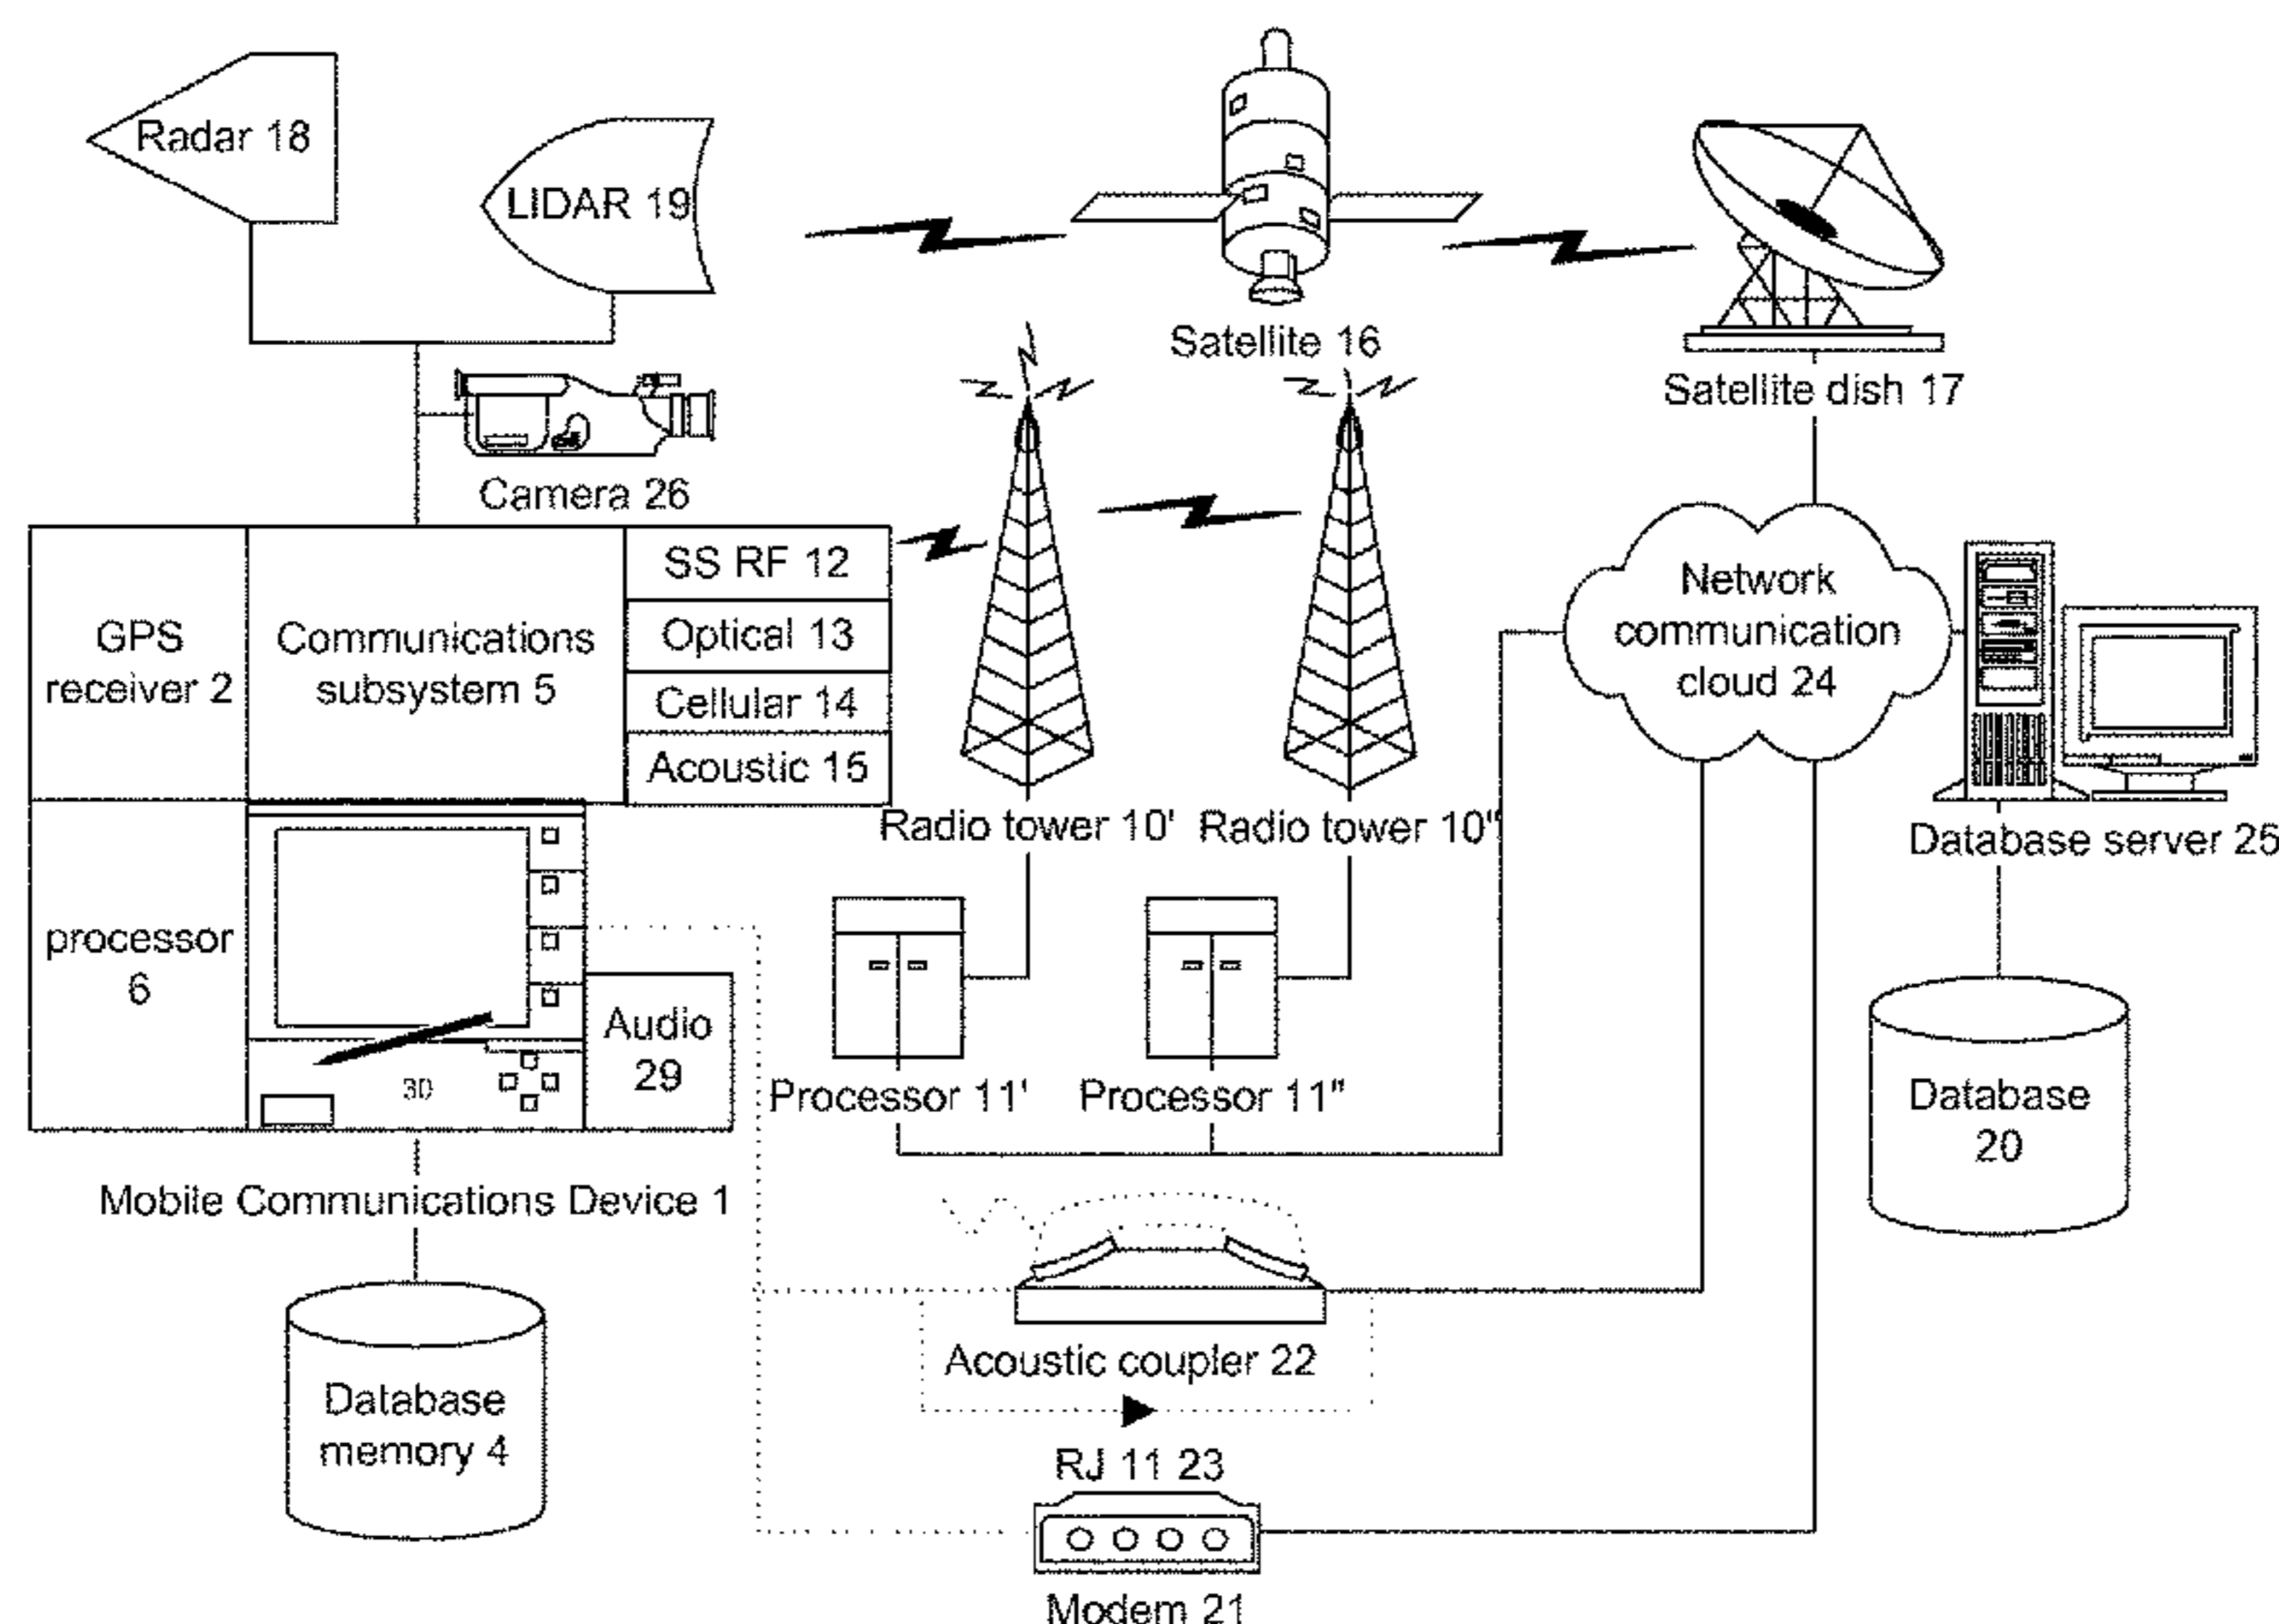 Radar 18
LIDAR 19
Satellite 16
Satellite dish 17
Camera 26
GPS
receiver 2
Communications
subsystem 5
SS RF 12
Optical 13
Cellular 14
Acoustic 15
Network
communication
cloud 24
Radio tower 10'
Radio tower 10"
Database server 25
processor
6
Audio
29
30
Processor 11'
Processor 11"
Database
20
Mobile Communications Device 1
Acoustic coupler 22
Database
memory 4
RJ 11 23
Modem 21